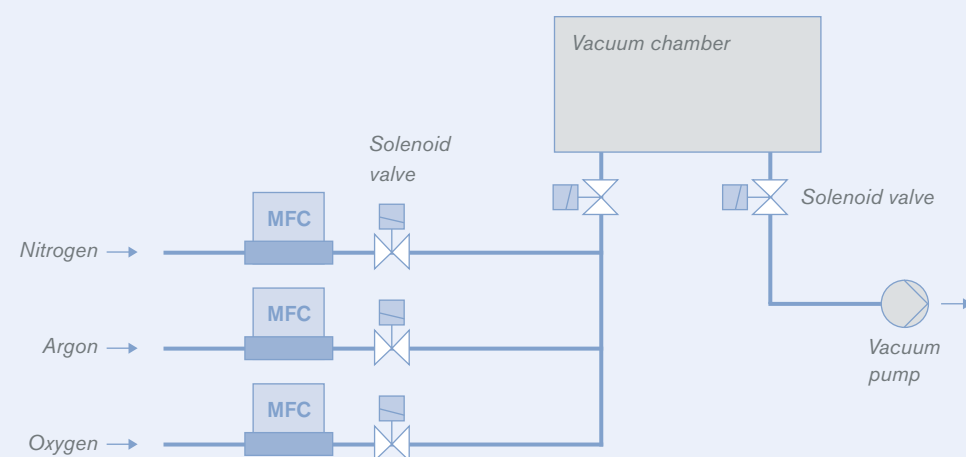 Vacuum chamber
Solenoid
valve
MFC
Solenoid valve
Nitrogen
MFC
Argon
Vacuum
pump
MFC
Oxygen